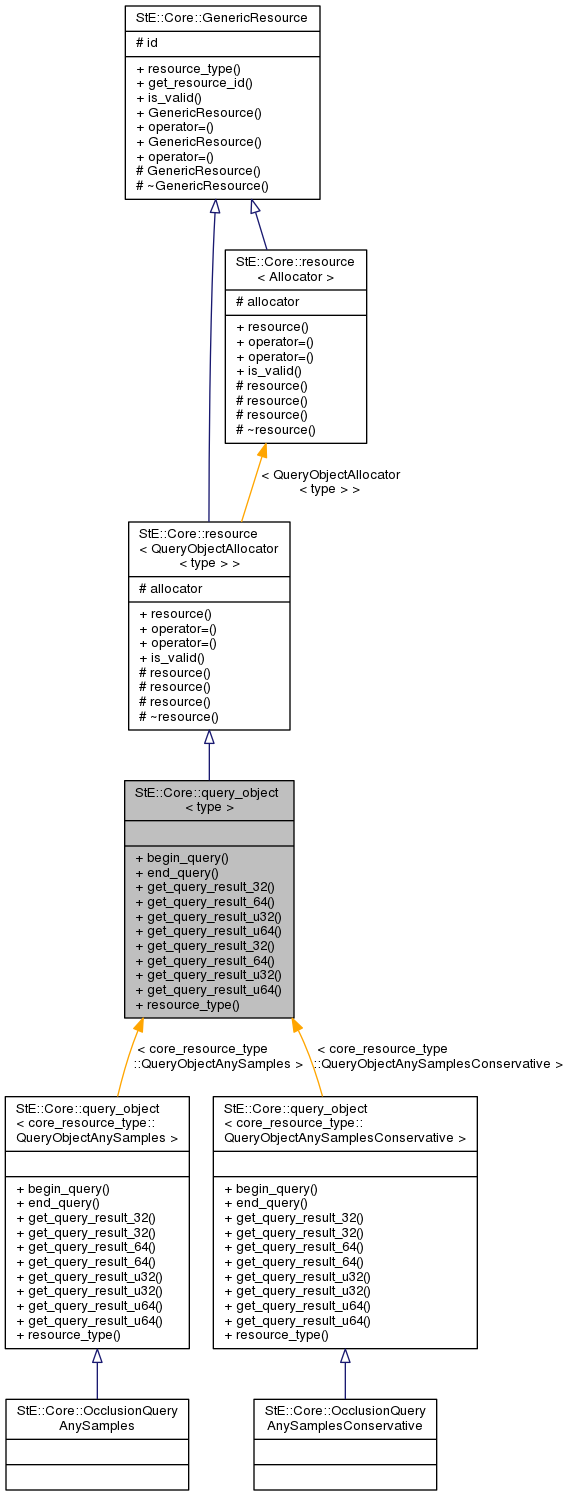 StE::Core::GenericResource
# id
+ resource_type()
+ get_resource_id()
+ is_valid()
+ GenericResource()
+ operator=()
+ GenericResource()
+ operator=()
# GenericResource()
# ~GenericResource()
StE::Core::resource
< Allocator >
# allocator
+ resource()
+ operator=()
+ operator=()
+ is_valid()
# resource()
# resource()
# resource()
# ~resource()
< QueryObjectAllocator
< type > >
StE::Core::resource
< QueryObjectAllocator
< type > >
# allocator
+ resource()
+ operator=()
+ operator=()
+ is_valid()
# resource()
# resource()
# resource()
# ~resource()
StE::Core::query_object
< type >
+ begin_query()
+ end_query()
+ get_query_result_32()
+ get_query_result_64()
+ get_query_result_u32()
+ get_query_result_u64()
+ get_query_result_32()
+ get_query_result_64()
+ get_query_result_u32()
+ get_query_result_u64()
+ resource_type()
< core_resource_type
::QueryObjectAnySamples >
< core_resource_type
::QueryObjectAnySamplesConservative >
StE::Core::query_object
< core_resource_type::
QueryObjectAnySamples >
+ begin_query()
+ end_query()
+ get_query_result_32()
+ get_query_result_32()
+ get_query_result_64()
+ get_query_result_64()
+ get_query_result_u32()
+ get_query_result_u32()
+ get_query_result_u64()
+ get_query_result_u64()
+ resource_type()
StE::Core::query_object
< core_resource_type::
QueryObjectAnySamplesConservative >
+ begin_query()
+ end_query()
+ get_query_result_32()
+ get_query_result_32()
+ get_query_result_64()
+ get_query_result_64()
+ get_query_result_u32()
+ get_query_result_u32()
+ get_query_result_u64()
+ get_query_result_u64()
+ resource_type()
StE::Core::OcclusionQuery
AnySamples
StE::Core::OcclusionQuery
AnySamplesConservative